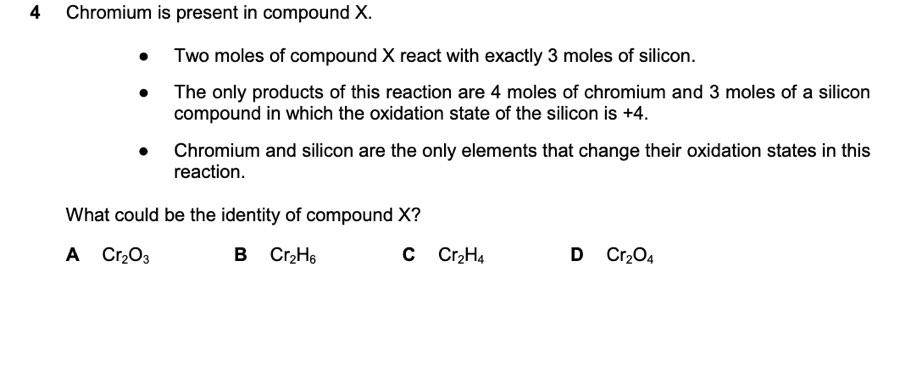 4 Chromium is present in compound X.
• Two moles of compound X react with exactly 3 moles of silicon.
• The only products of this reaction are 4 moles of chromium and 3 moles of a silicon
compound in which the oxidation state of the silicon is +4.
• Chromium and silicon are the only elements that change their oxidation states in this
reaction.
What could be the identity of compound X?
A Cr₂O₃ B Cr₂H₆ C Cr₂H₄ D Cr₂O₄